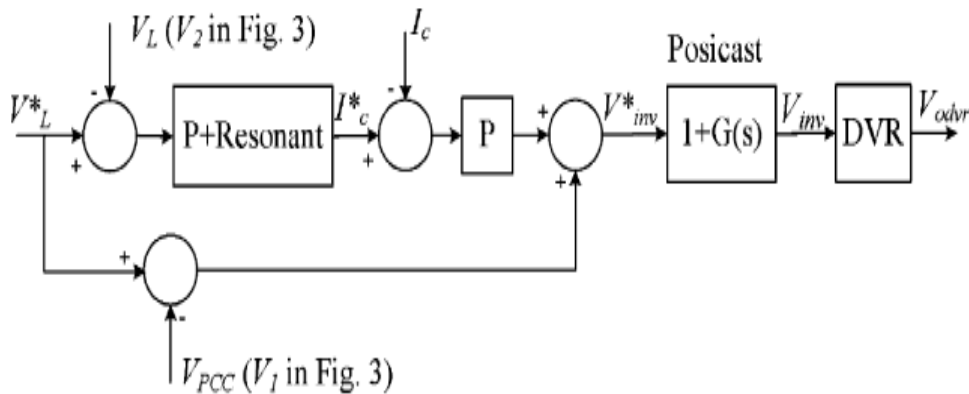 V_L (V_2 in Fig. 3)
I_c
Posicast
V*_L
-
+
P+Resonant
I*_c
-
+
P
+
+
V*_inv
1+G(s)
V_inv
DVR
V_odvr
+
-
V_PCC (V_1 in Fig. 3)